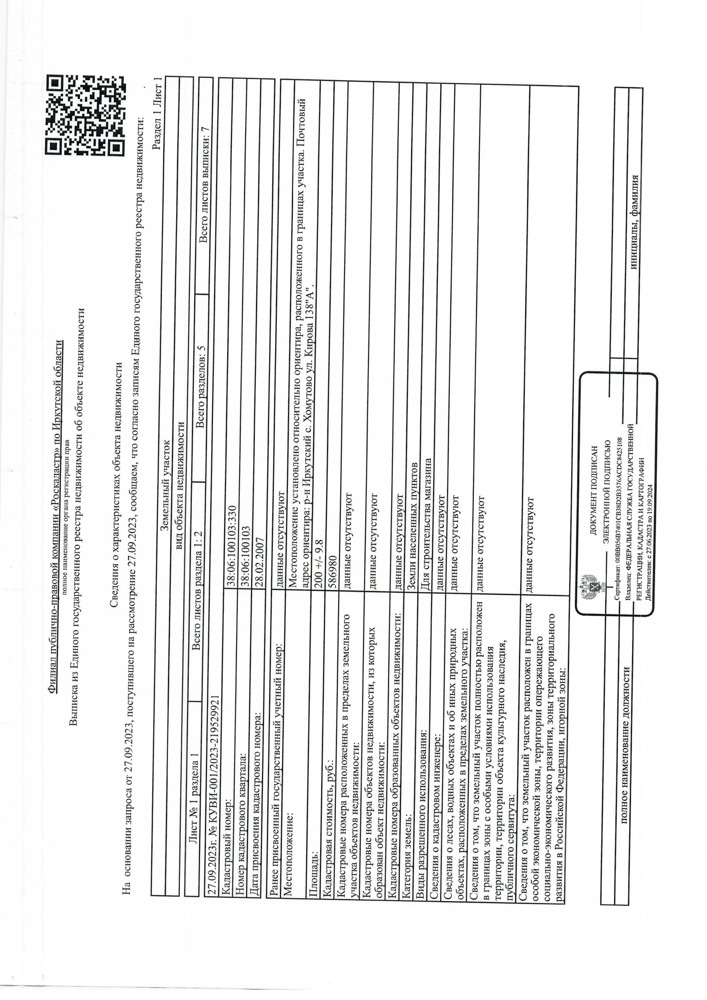 Филиал публично-правовой компании «Роскадастр» по Иркутской области
полное наименование органа регистрации прав
Выписка из Единого государственного реестра недвижимости об объекте недвижимости
Сведения о характеристиках объекта недвижимости
На основании запроса от 27.09.2023, поступившего на рассмотрение 27.09.2023, сообщаем, что согласно записям Единого государственного реестра недвижимости:
Раздел 1 Лист 1
Земельный участок
вид объекта недвижимости
Лист № 1 раздела 1
Всего листов раздела 1: 2
Всего разделов: 5
Всего листов выписки: 7
27.09.2023г. № КУВИ-001/2023-219529921
Кадастровый номер:
38:06:100103:330
Номер кадастрового квартала:
38:06:100103
Дата присвоения кадастрового номера:
28.02.2007
Ранее присвоенный государственный учетный номер:
данные отсутствуют
Местоположение:
Местоположение установлено относительно ориентира, расположенного в границах участка. Почтовый
адрес ориентира: р-н Иркутский с. Хомутово ул. Кирова 138"А".
Площадь:
200 +/- 9.8
Кадастровая стоимость, руб.:
586980
Кадастровые номера расположенных в пределах земельного
участка объектов недвижимости:
данные отсутствуют
Кадастровые номера объектов недвижимости, из которых
образован объект недвижимости:
данные отсутствуют
Кадастровые номера образованных объектов недвижимости:
данные отсутствуют
Категория земель:
Земли населенных пунктов
Виды разрешенного использования:
Для строительства магазина
Сведения о кадастровом инженере:
данные отсутствуют
Сведения о лесах, водных объектах и об иных природных
объектах, расположенных в пределах земельного участка:
данные отсутствуют
Сведения о том, что земельный участок полностью расположен
в границах зоны с особыми условиями использования
территории, территории объекта культурного наследия,
публичного сервитута:
данные отсутствуют
Сведения о том, что земельный участок расположен в границах
особой экономической зоны, территории опережающего
социально-экономического развития, зоны территориального
развития в Российской Федерации, игорной зоны:
данные отсутствуют
ДОКУМЕНТ ПОДПИСАН
ЭЛЕКТРОННОЙ ПОДПИСЬЮ
Сертификат: 00BB056B7401CB38D2B3576ACDC8425108
Владелец: ФЕДЕРАЛЬНАЯ СЛУЖБА ГОСУДАРСТВЕННОЙ
РЕГИСТРАЦИИ, КАДАСТРА И КАРТОГРАФИИ
Действителен: с 27.06.2023 по 19.09.2024
полное наименование должности
инициалы, фамилия